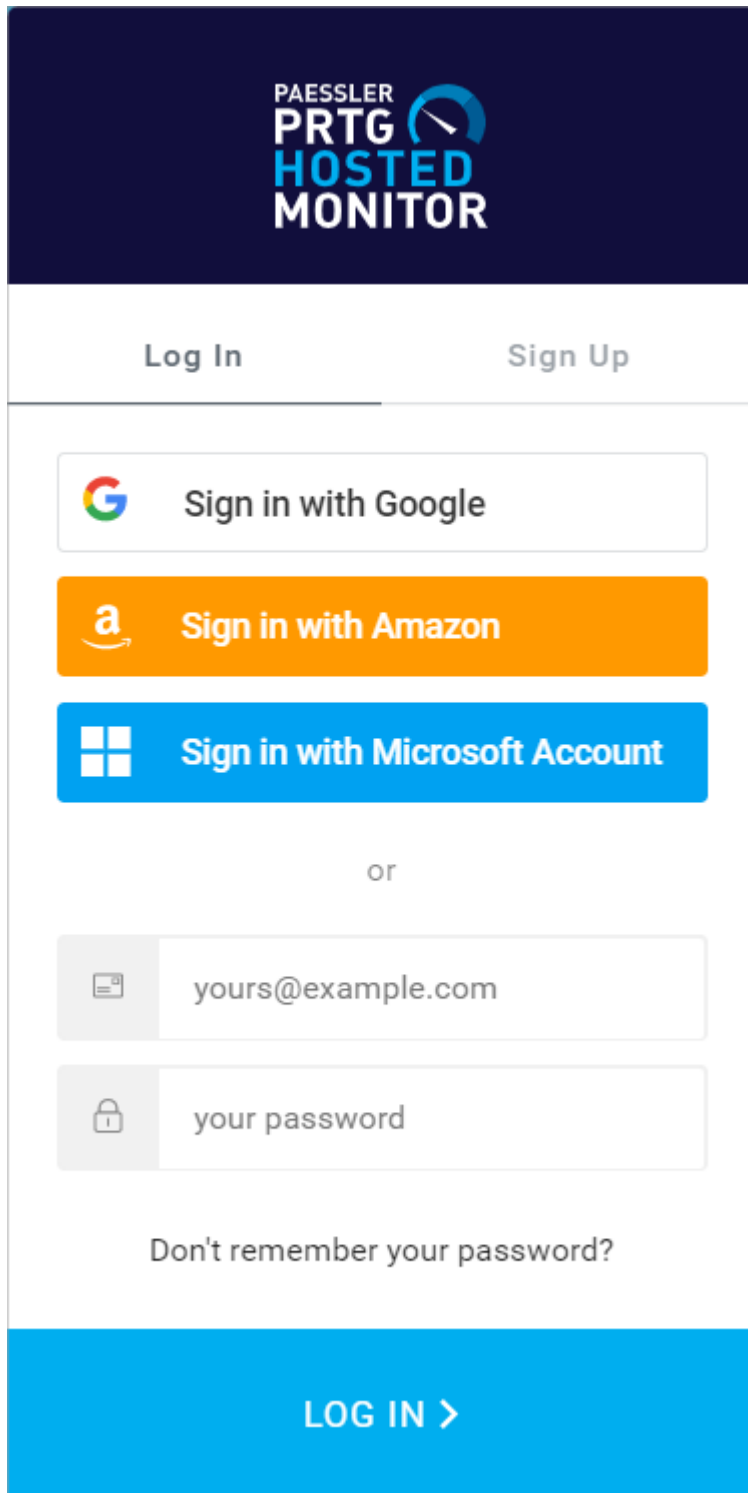 PAESSLER
PRTG
HOSTED
MONITOR
Log In
Sign Up
Sign in with Google
a
Sign in with Amazon
Sign in with Microsoft Account
or
yours@example.com
your password
Don't remember your password?
LOG IN >